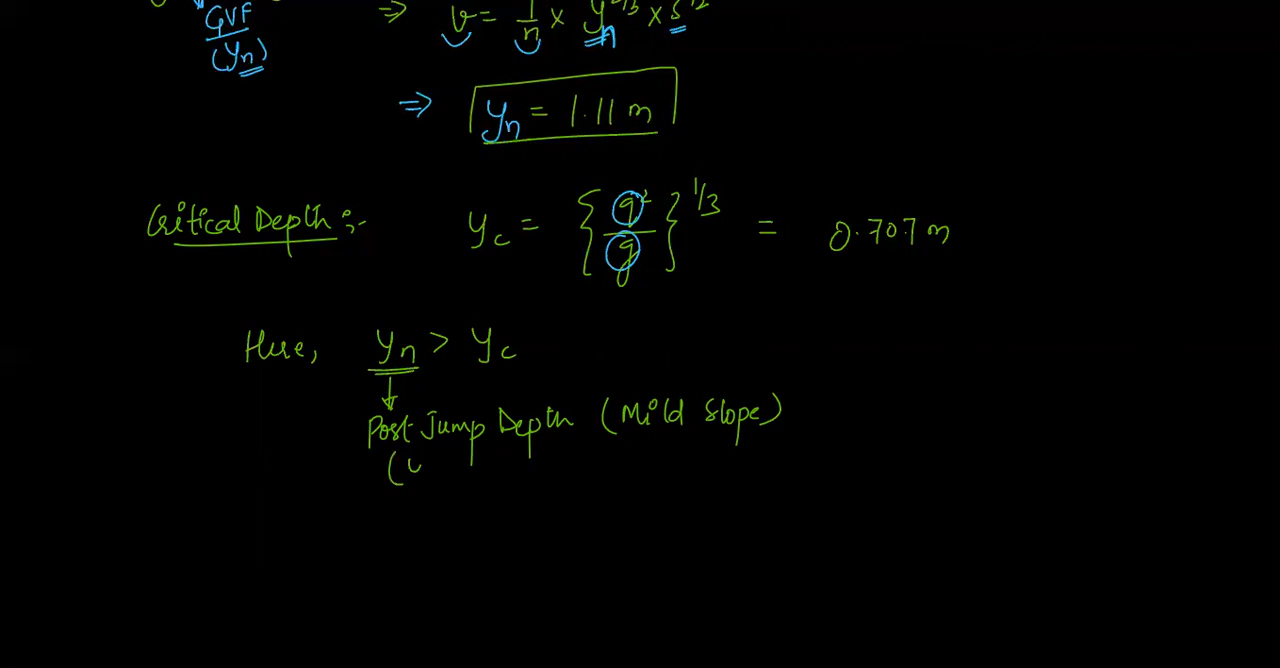 GVF ⇒ v = 1/n × y n^2/3 × s^1/2
(yn)
⇒ yn = 1.11 m
Critical Depth :- yc = { q²/g }^1/3 = 0.707 m
Here, yn > yc
Post Jump Depth (Mild Slope)
(